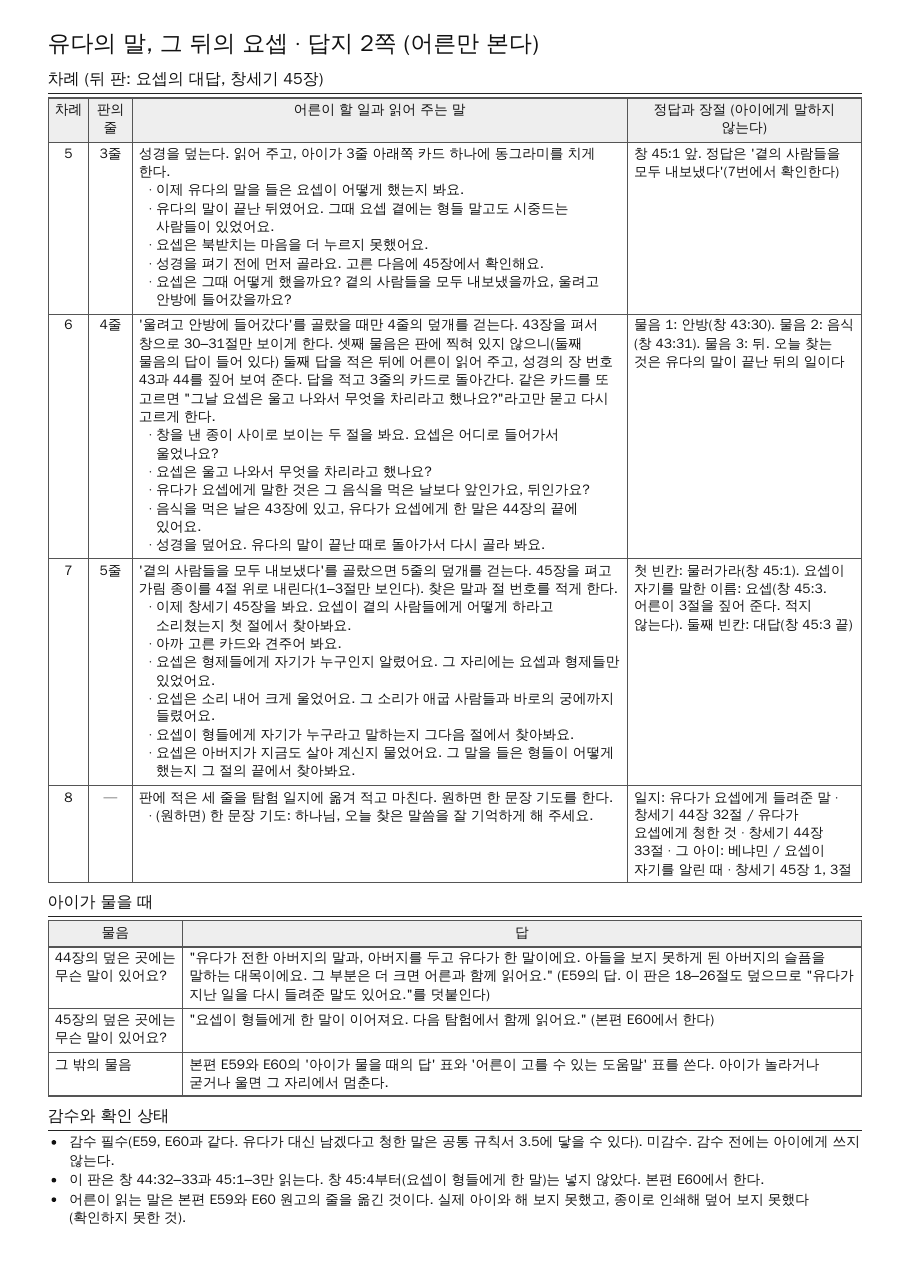 유다의 말, 그 뒤의 요셉 · 답지 2쪽 (어른만 본다)
차례 (뒤 판: 요셉의 대답, 창세기 45장)
차례
판의
줄
어른이 할 일과 읽어 주는 말
정답과 장절 (아이에게 말하지
않는다)
5
3줄
성경을 덮는다. 읽어 주고, 아이가 3줄 아래쪽 카드 하나에 동그라미를 치게
한다.
· 이제 유다의 말을 들은 요셉이 어떻게 했는지 봐요.
· 유다의 말이 끝난 뒤였어요. 그때 요셉 곁에는 형들 말고도 시중드는
사람들이 있었어요.
· 요셉은 북받치는 마음을 더 누르지 못했어요.
· 성경을 펴기 전에 먼저 골라요. 고른 다음에 45장에서 확인해요.
· 요셉은 그때 어떻게 했을까요? 곁의 사람들을 모두 내보냈을까요, 울려고
안방에 들어갔을까요?
창 45:1 앞. 정답은 '곁의 사람들을
모두 내보냈다'(7번에서 확인한다)
6
4줄
'울려고 안방에 들어갔다'를 골랐을 때만 4줄의 덮개를 걷는다. 43장을 펴서
창으로 30–31절만 보이게 한다. 셋째 물음은 판에 찍혀 있지 않으니(둘째
물음의 답이 들어 있다) 둘째 답을 적은 뒤에 어른이 읽어 주고, 성경의 장 번호
43과 44를 짚어 보여 준다. 답을 적고 3줄의 카드로 돌아간다. 같은 카드를 또
고르면 "그날 요셉은 울고 나와서 무엇을 차리라고 했나요?"라고만 묻고 다시
고르게 한다.
· 창을 낸 종이 사이로 보이는 두 절을 봐요. 요셉은 어디로 들어가서
울었나요?
· 요셉은 울고 나와서 무엇을 차리라고 했나요?
· 유다가 요셉에게 말한 것은 그 음식을 먹은 날보다 앞인가요, 뒤인가요?
· 음식을 먹은 날은 43장에 있고, 유다가 요셉에게 한 말은 44장의 끝에
있어요.
· 성경을 덮어요. 유다의 말이 끝난 때로 돌아가서 다시 골라 봐요.
물음 1: 안방(창 43:30). 물음 2: 음식
(창 43:31). 물음 3: 뒤. 오늘 찾는
것은 유다의 말이 끝난 뒤의 일이다
7
5줄
'곁의 사람들을 모두 내보냈다'를 골랐으면 5줄의 덮개를 걷는다. 45장을 펴고
가림 종이를 4절 위로 내린다(1–3절만 보인다). 찾은 말과 절 번호를 적게 한다.
· 이제 창세기 45장을 봐요. 요셉이 곁의 사람들에게 어떻게 하라고
소리쳤는지 첫 절에서 찾아봐요.
· 아까 고른 카드와 견주어 봐요.
· 요셉은 형제들에게 자기가 누구인지 알렸어요. 그 자리에는 요셉과 형제들만
있었어요.
· 요셉은 소리 내어 크게 울었어요. 그 소리가 애굽 사람들과 바로의 궁에까지
들렸어요.
· 요셉이 형들에게 자기가 누구라고 말하는지 그다음 절에서 찾아봐요.
· 요셉은 아버지가 지금도 살아 계신지 물었어요. 그 말을 들은 형들이 어떻게
했는지 그 절의 끝에서 찾아봐요.
첫 빈칸: 물러가라(창 45:1). 요셉이
자기를 말한 이름: 요셉(창 45:3.
어른이 3절을 짚어 준다. 적지
않는다). 둘째 빈칸: 대답(창 45:3 끝)
8
—
판에 적은 세 줄을 탐험 일지에 옮겨 적고 마친다. 원하면 한 문장 기도를 한다.
· (원하면) 한 문장 기도: 하나님, 오늘 찾은 말씀을 잘 기억하게 해 주세요.
일지: 유다가 요셉에게 들려준 말 ·
창세기 44장 32절 / 유다가
요셉에게 청한 것 · 창세기 44장
33절 · 그 아이: 베냐민 / 요셉이
자기를 알린 때 · 창세기 45장 1, 3절
아이가 물을 때
물음
답
44장의 덮은 곳에는
무슨 말이 있어요?
"유다가 전한 아버지의 말과, 아버지를 두고 유다가 한 말이에요. 아들을 보지 못하게 된 아버지의 슬픔을
말하는 대목이에요. 그 부분은 더 크면 어른과 함께 읽어요." (E59의 답. 이 판은 18–26절도 덮으므로 "유다가
지난 일을 다시 들려준 말도 있어요."를 덧붙인다)
45장의 덮은 곳에는
무슨 말이 있어요?
"요셉이 형들에게 한 말이 이어져요. 다음 탐험에서 함께 읽어요." (본편 E60에서 한다)
그 밖의 물음
본편 E59와 E60의 '아이가 물을 때의 답' 표와 '어른이 고를 수 있는 도움말' 표를 쓴다. 아이가 놀라거나
굳거나 울면 그 자리에서 멈춘다.
감수와 확인 상태
• 감수 필수(E59, E60과 같다. 유다가 대신 남겠다고 청한 말은 공통 규칙서 3.5에 닿을 수 있다). 미감수. 감수 전에는 아이에게 쓰지
않는다.
• 이 판은 창 44:32–33과 45:1–3만 읽는다. 창 45:4부터(요셉이 형들에게 한 말)는 넣지 않았다. 본편 E60에서 한다.
• 어른이 읽는 말은 본편 E59와 E60 원고의 줄을 옮긴 것이다. 실제 아이와 해 보지 못했고, 종이로 인쇄해 덮어 보지 못했다
(확인하지 못한 것).